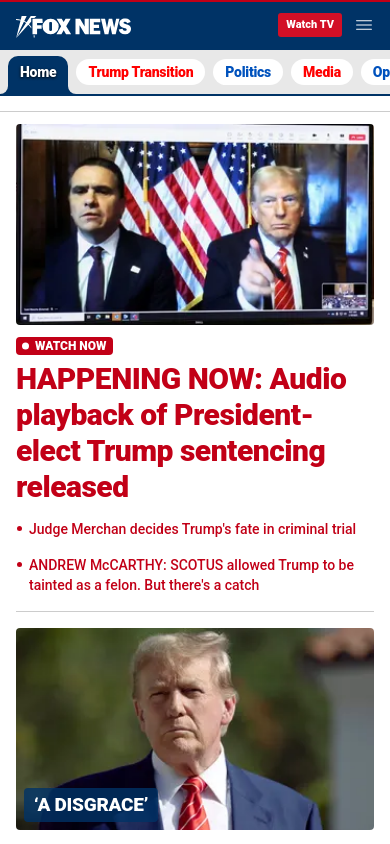 FOX NEWS
Watch TV
Home
Trump Transition
Politics
Media
Op
WATCH NOW
HAPPENING NOW: Audio
playback of President-
elect Trump sentencing
released
• Judge Merchan decides Trump's fate in criminal trial
• ANDREW McCARTHY: SCOTUS allowed Trump to be
tainted as a felon. But there's a catch
‘A DISGRACE’